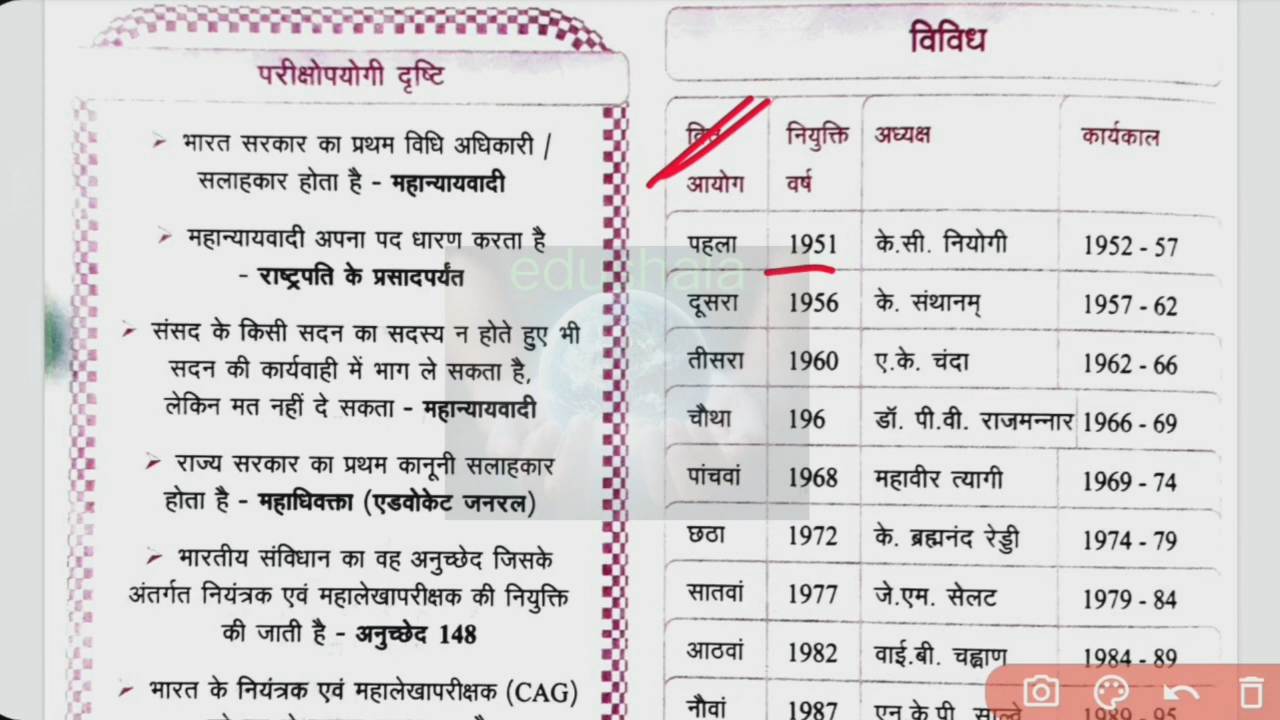 परीक्षोपयोगी दृष्टि
भारत सरकार का प्रथम विधि अधिकारी /
सलाहकार होता है - महान्यायवादी
महान्यायवादी अपना पद धारण करता है
- राष्ट्रपति के प्रसादपर्यंत
संसद के किसी सदन का सदस्य न होते हुए भी
सदन की कार्यवाही में भाग ले सकता है,
लेकिन मत नहीं दे सकता - महान्यायवादी
राज्य सरकार का प्रथम कानूनी सलाहकार
होता है - महाधिवक्ता (एडवोकेट जनरल)
भारतीय संविधान का वह अनुच्छेद जिसके
अंतर्गत नियंत्रक एवं महालेखापरीक्षक की नियुक्ति
की जाती है - अनुच्छेद 148
भारत के नियंत्रक एवं महालेखापरीक्षक (CAG)
edushala
विविध
वित्त आयोग नियुक्ति वर्ष अध्यक्ष कार्यकाल
पहला 1951 के.सी. नियोगी 1952 - 57
दूसरा 1956 के. संथानम् 1957 - 62
तीसरा 1960 ए.के. चंदा 1962 - 66
चौथा 196 डॉ. पी.वी. राजमन्नार 1966 - 69
पांचवां 1968 महावीर त्यागी 1969 - 74
छठा 1972 के. ब्रह्मनंद रेड्डी 1974 - 79
सातवां 1977 जे.एम. सेलट 1979 - 84
आठवां 1982 वाई.बी. चह्वाण 1984 - 89
नौवां 1987 एन.के.पी. साल्वे 1989 - 95